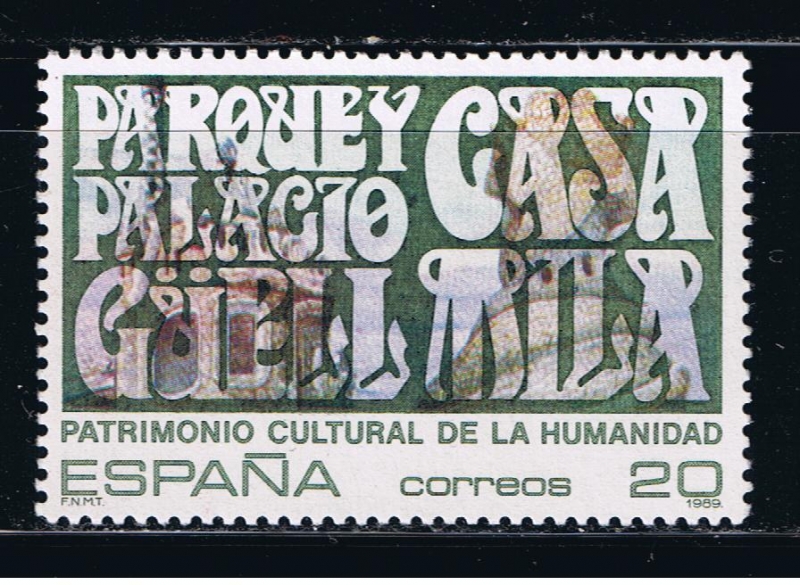 PARQUE Y
PALACIO
GÜELL
CASA
MILA
PATRIMONIO CULTURAL DE LA HUMANIDAD
ESPAÑA correos 20
F.N.M.T. 1989.